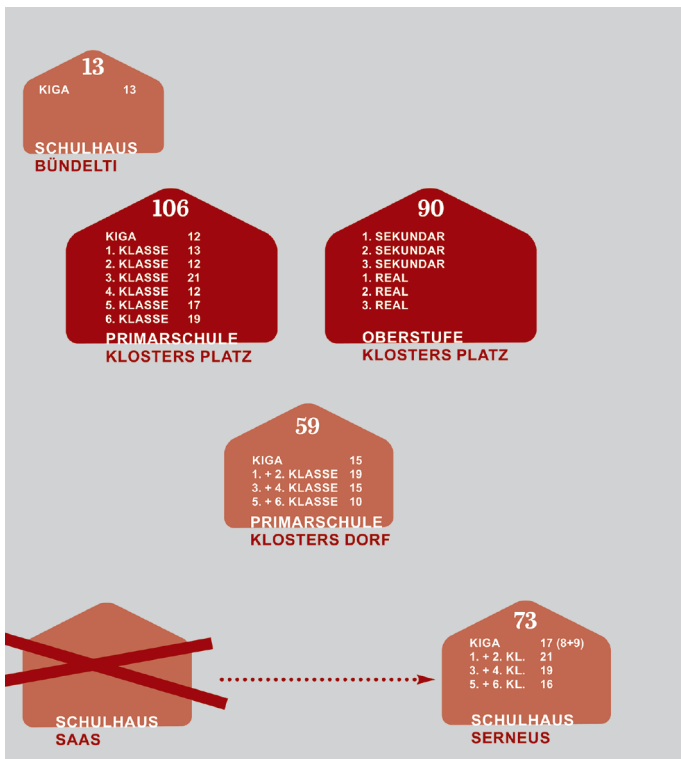 13
KIGA 13
SCHULHAUS
BÜNDELTI
106
KIGA 12
1. KLASSE 13
2. KLASSE 12
3. KLASSE 21
4. KLASSE 12
5. KLASSE 17
6. KLASSE 19
PRIMARSCHULE
KLOSTERS PLATZ
90
1. SEKUNDAR
2. SEKUNDAR
3. SEKUNDAR
1. REAL
2. REAL
3. REAL
OBERSTUFE
KLOSTERS PLATZ
59
KIGA 15
1. + 2. KLASSE 19
3. + 4. KLASSE 15
5. + 6. KLASSE 10
PRIMARSCHULE
KLOSTERS DORF
SCHULHAUS
SAAS
73
KIGA 17 (8+9)
1. + 2. KL. 21
3. + 4. KL. 19
5. + 6. KL. 16
SCHULHAUS
SERNEUS